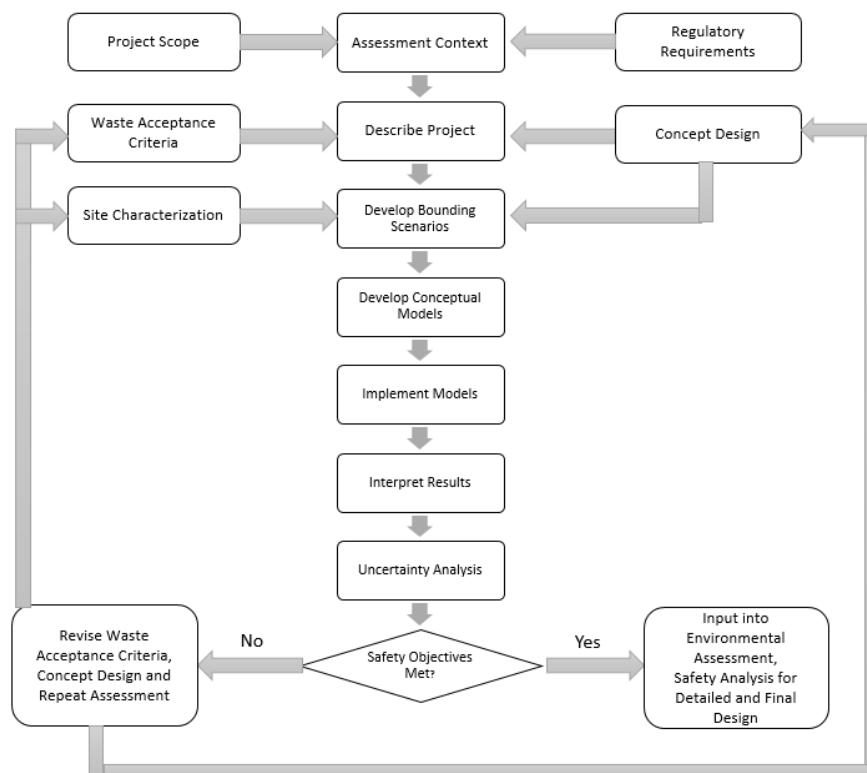 Project Scope
Assessment Context
Regulatory
Requirements
Waste Acceptance
Criteria
Describe Project
Concept Design
Site Characterization
Develop Bounding
Scenarios
Develop Conceptual
Models
Implement Models
Interpret Results
Uncertainty Analysis
Revise Waste
Acceptance Criteria,
Concept Design and
Repeat Assessment
No
Safety Objectives
Met?
Yes
Input into
Environmental
Assessment,
Safety Analysis for
Detailed and Final
Design